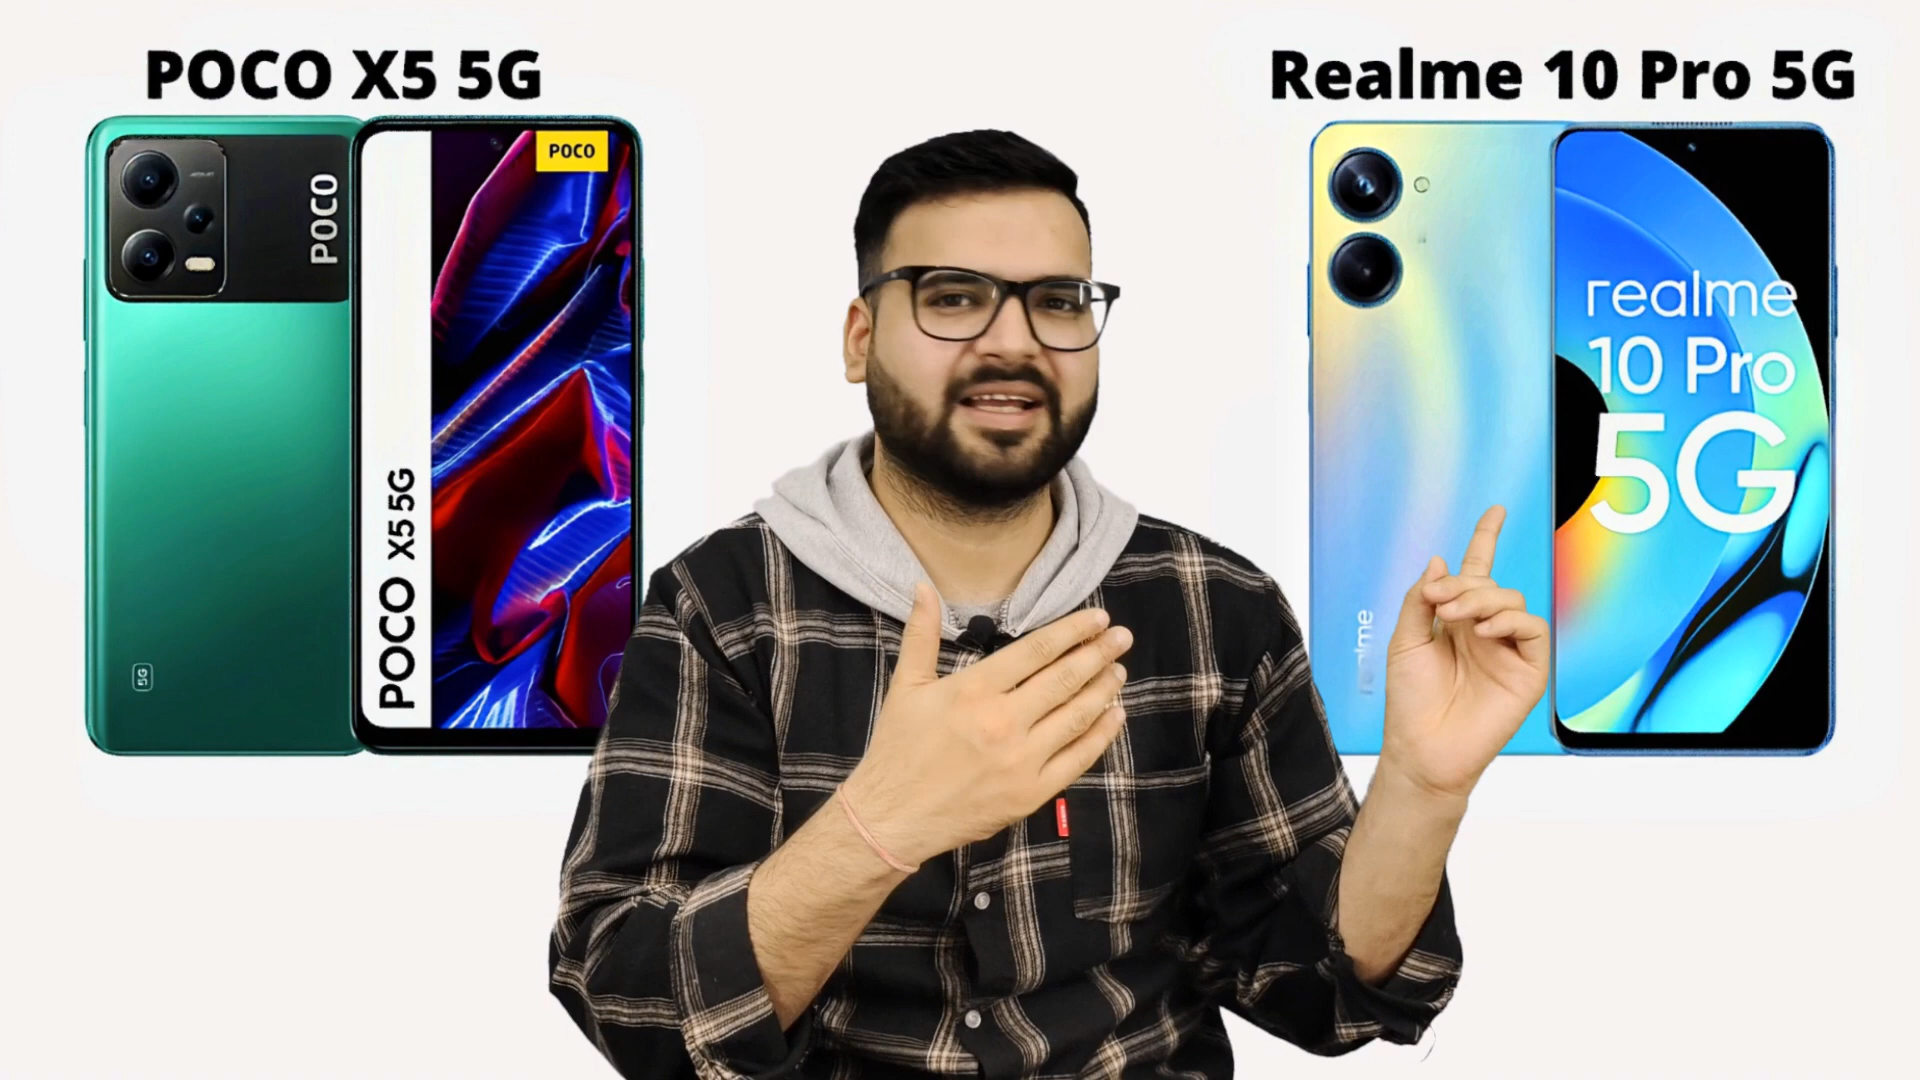 POCO X5 5G
Realme 10 Pro 5G
POCO
POCO
POCO X5 5G
5G
realme
10 Pro
5G
realme